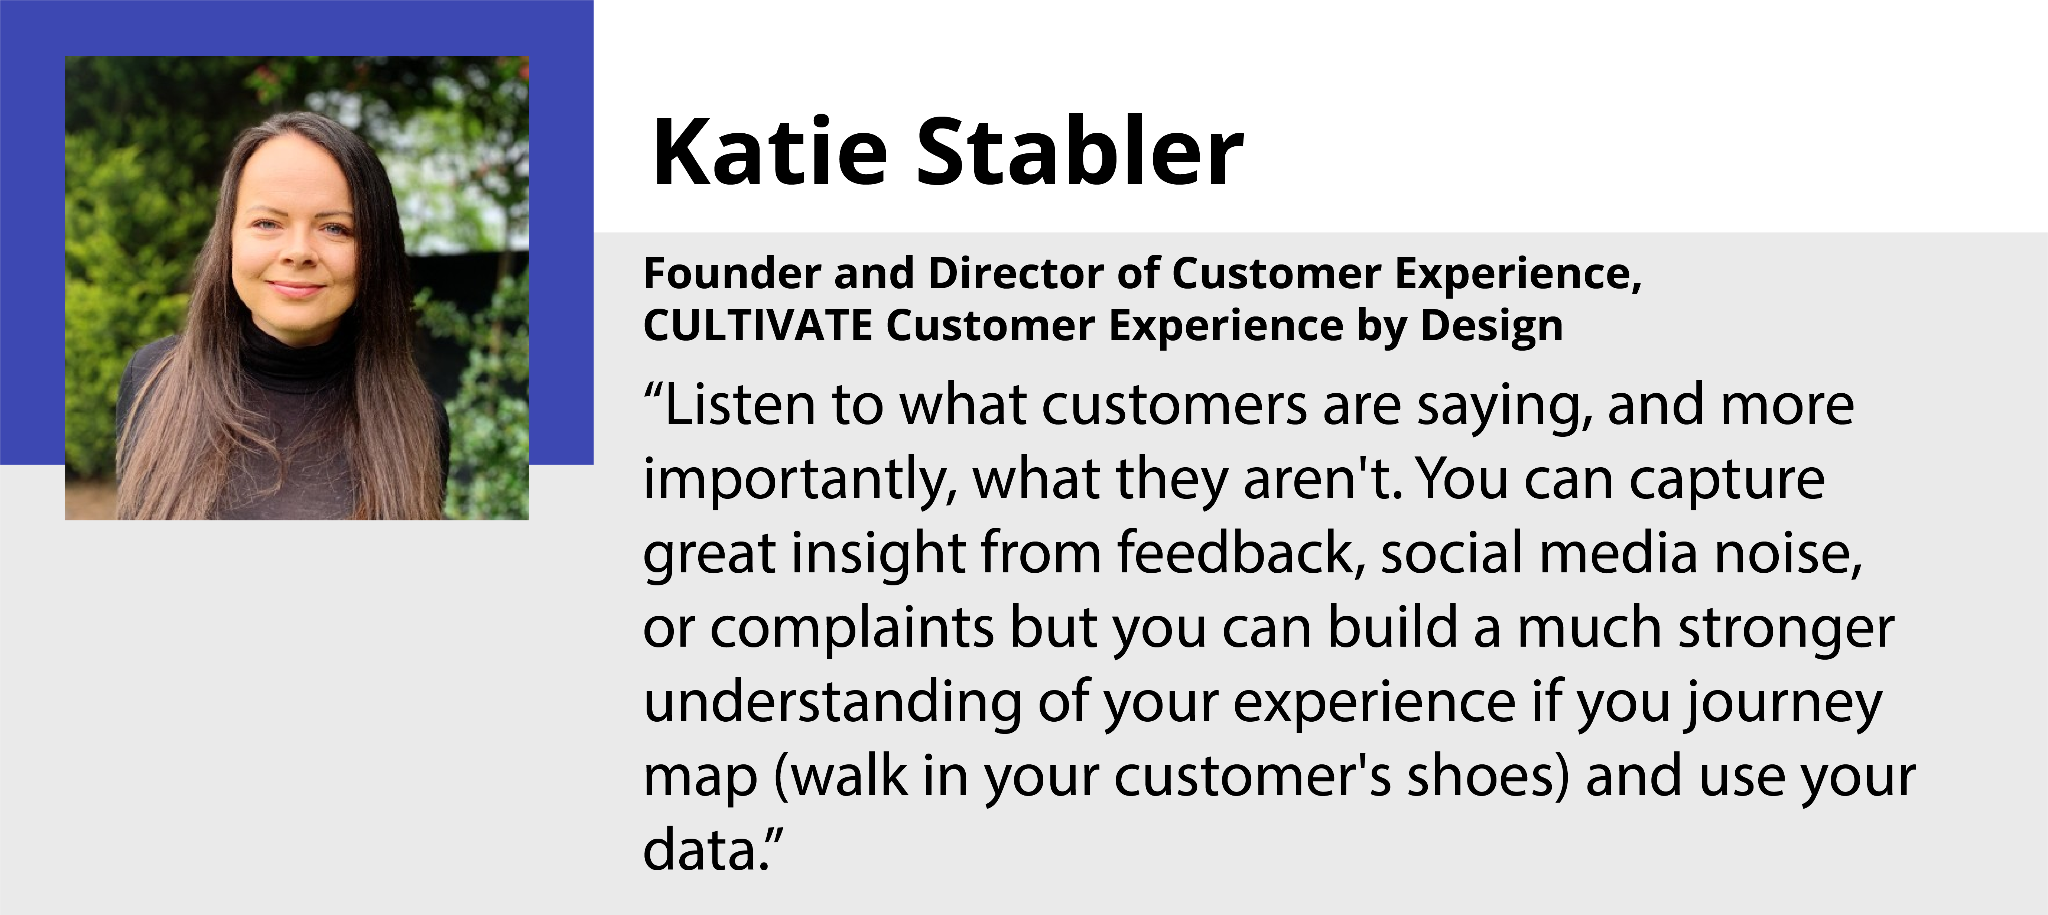 Katie Stabler
Founder and Director of Customer Experience,
CULTIVATE Customer Experience by Design
“Listen to what customers are saying, and more
importantly, what they aren't. You can capture
great insight from feedback, social media noise,
or complaints but you can build a much stronger
understanding of your experience if you journey
map (walk in your customer's shoes) and use your
data.”